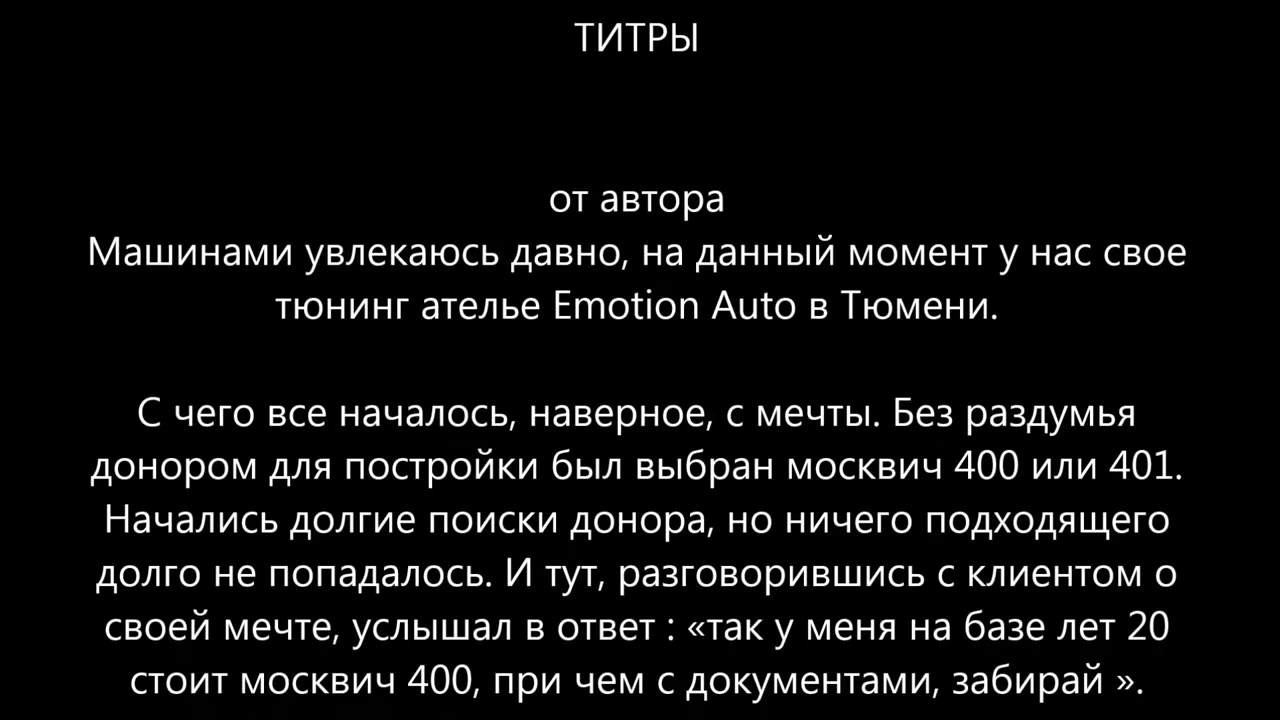 ТИТРЫ
от автора
Машинами увлекаюсь давно, на данный момент у нас свое
тюнинг ателье Emotion Auto в Тюмени.
С чего все началось, наверное, с мечты. Без раздумья
донором для постройки был выбран москвич 400 или 401.
Начались долгие поиски донора, но ничего подходящего
долго не попадалось. И тут, разговорившись с клиентом о
своей мечте, услышал в ответ : «так у меня на базе лет 20
стоит москвич 400, при чем с документами, забирай ».